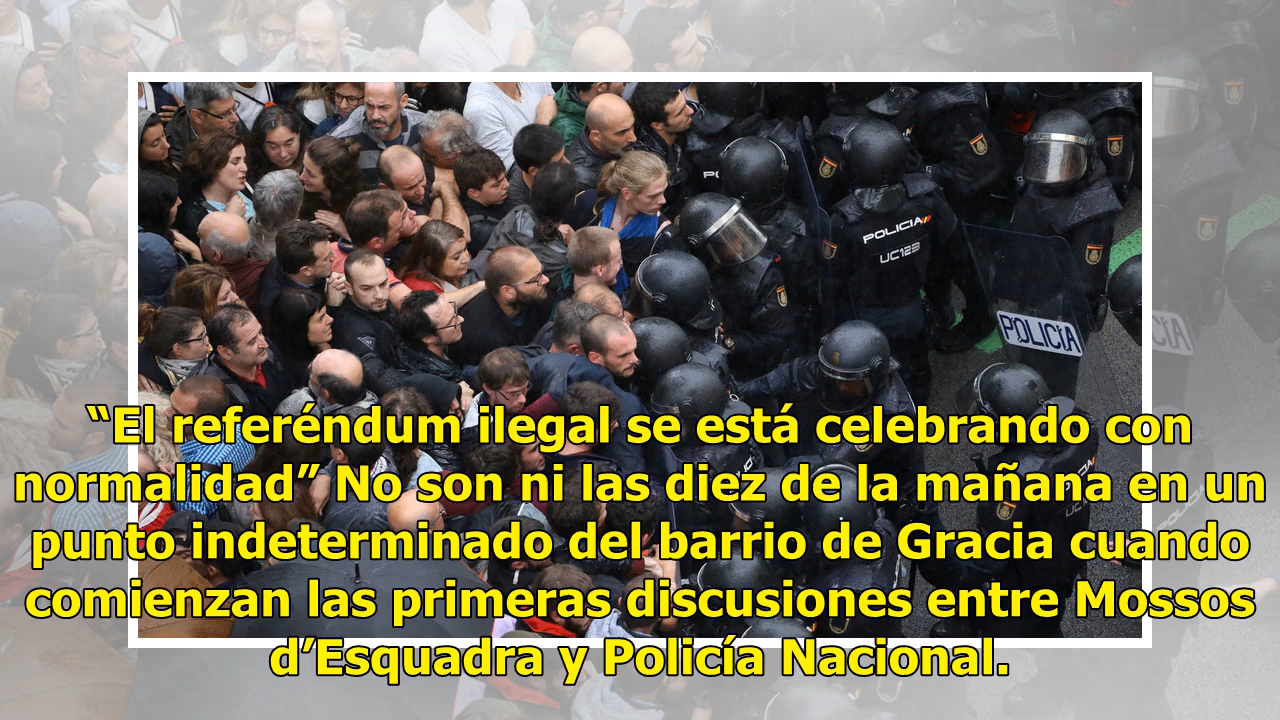 POLICIA
UC123
POLICIA
“El referéndum ilegal se está celebrando con
normalidad” No son ni las diez de la mañana en un
punto indeterminado del barrio de Gracia cuando
comienzan las primeras discusiones entre Mossos
d’Esquadra y Policía Nacional.